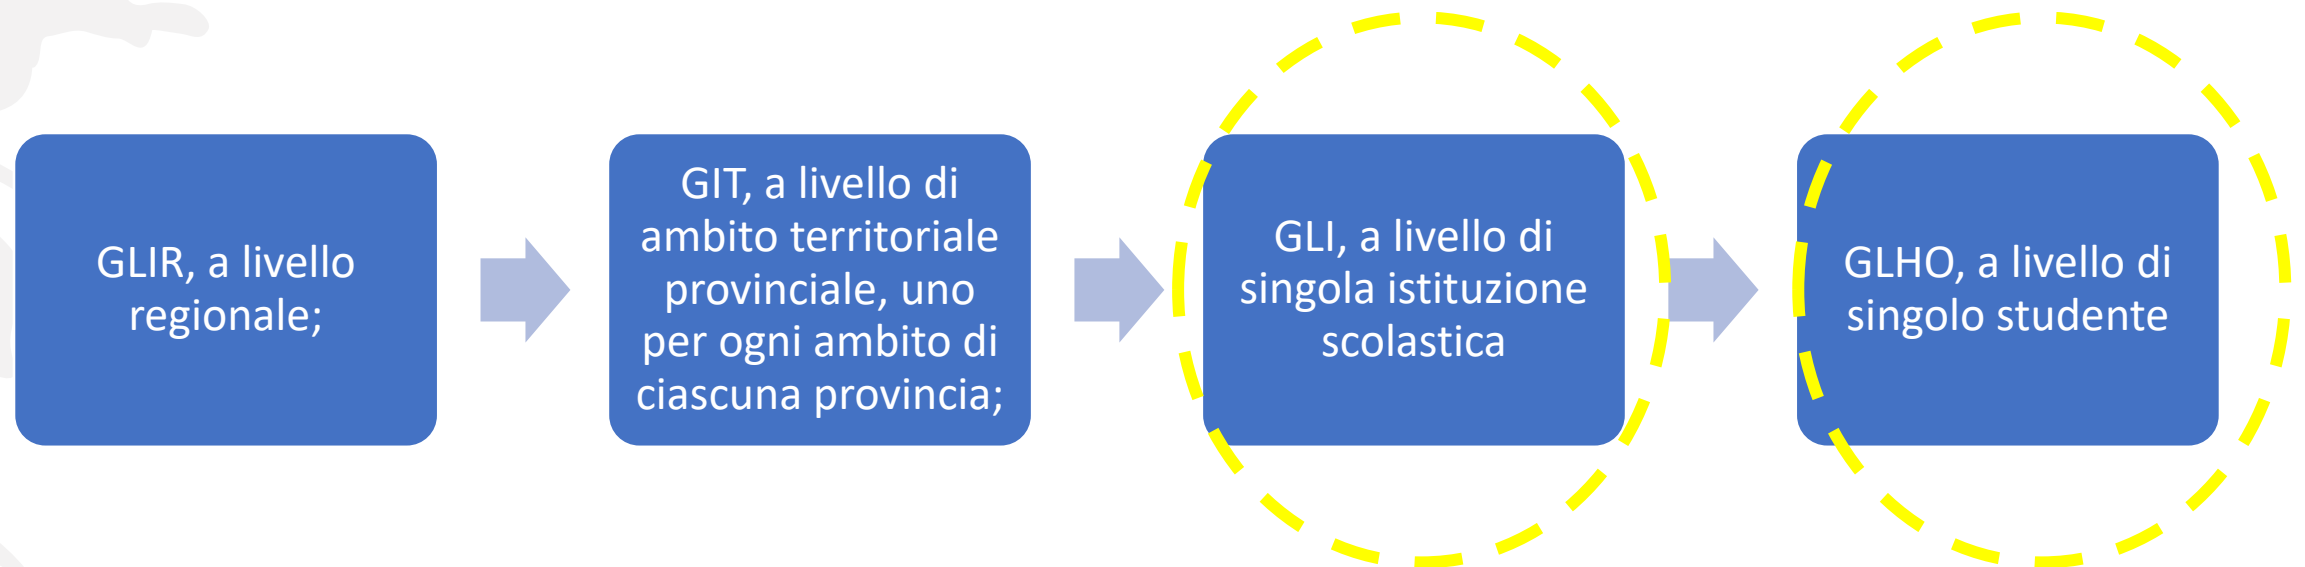 GLIR, a livello
regionale;
GIT, a livello di
ambito territoriale
provinciale, uno
per ogni ambito di
ciascuna provincia;
GLI, a livello di
singola istituzione
scolastica
GLHO, a livello di
singolo studente